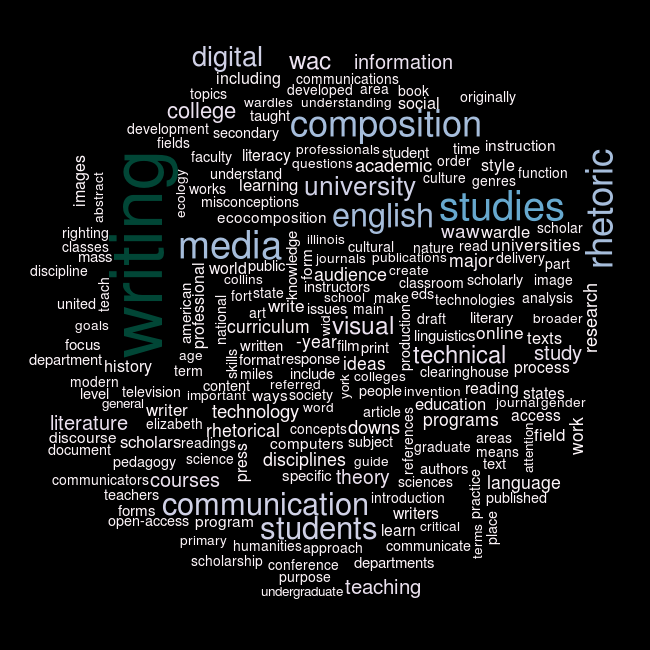 digital wac information
including communications
topics developed area book
wardles understanding social originally
college taught
development secondary composition
fields professionals student time instruction
faculty literacy questions academic order style
images abstract writing ecology understand culture genres function
works learning university
misconceptions english studies rhetoric
ecocomposition waw wardle scholar
righting media illinois cultural nature read universities
classes knowledge form journals publications major delivery
mass world public audience create part
discipline collins instructors classroom scholarly image
united teach american professional fort state school make eds technologies analysis
goals national art write issues main production draft literary broader research
curriculum wid visual linguistics online texts
focus written -year film print technical study
department history age skills format response ideas clearinghouse process
modern term miles include york colleges
level television content referred people invention reading states
general important ways society education journal gender
writer technology word article access
literature elizabeth rhetorical concepts downs programs field work
discourse scholars readings computers subject references graduate areas attention
document press means
pedagogy science disciplines guide authors text
communicators courses specific theory sciences language
teachers communication introduction practice published
forms students writers place
open-access program learn critical terms
primary humanities approach communicate
scholarship conference departments
purpose
undergraduate teaching